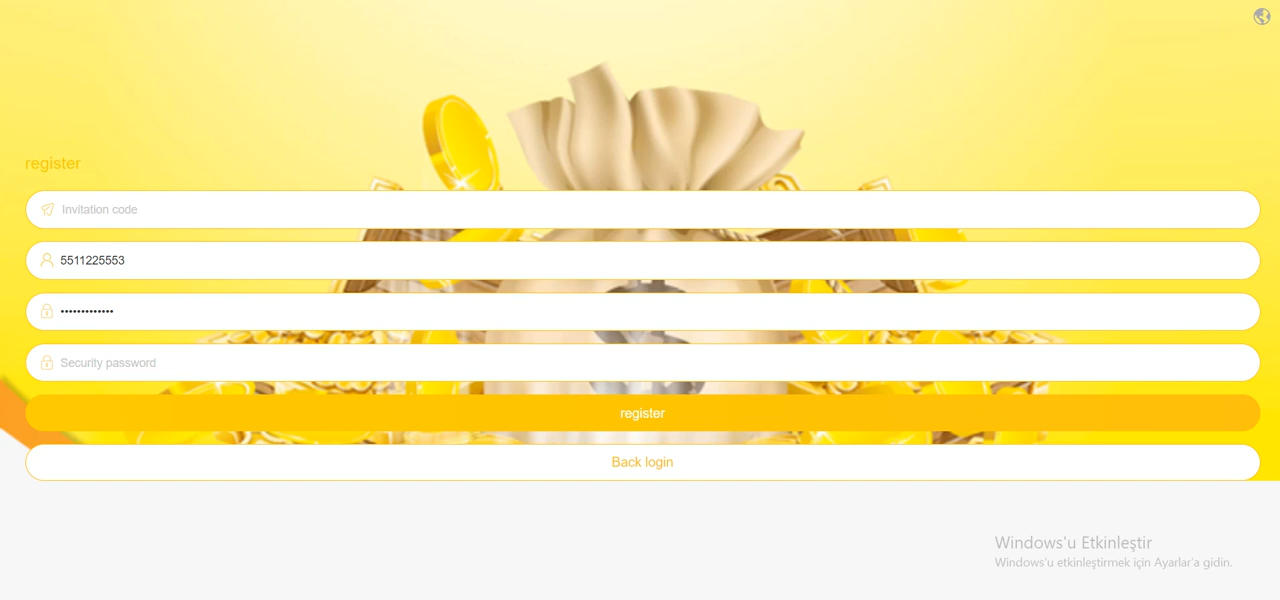 register
Invitation code
5511225553
•••••••••••••
Security password
register
Back login
Windows'u Etkinleştir
Windows'u etkinleştirmek için Ayarlar'a gidin.